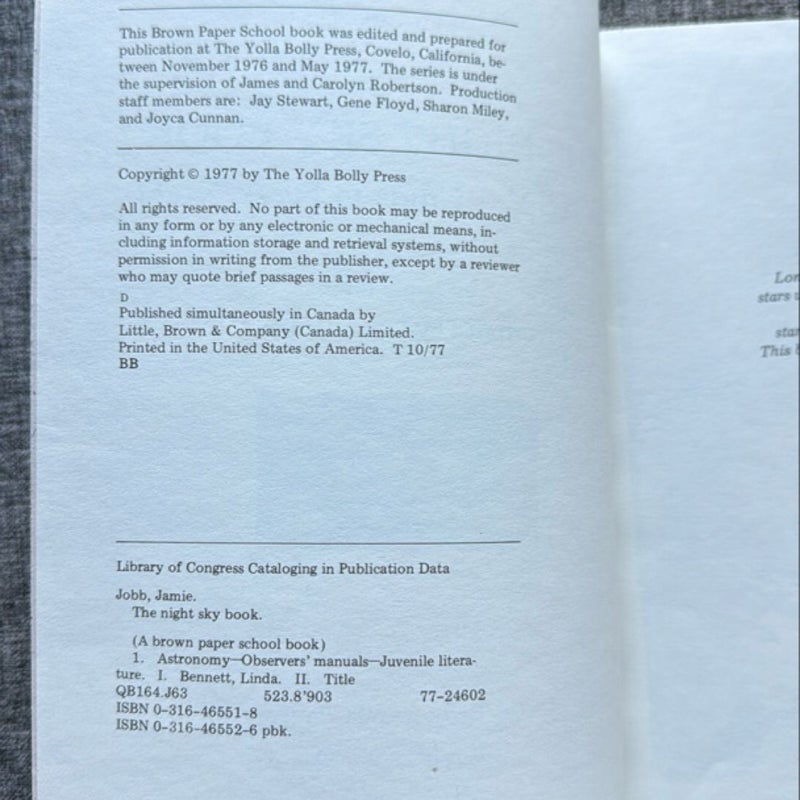 This Brown Paper School book was edited and prepared for
publication at The Yolla Bolly Press, Covelo, California, be-
tween November 1976 and May 1977. The series is under
the supervision of James and Carolyn Robertson. Production
staff members are: Jay Stewart, Gene Floyd, Sharon Miley,
and Joyca Cunnan.
Copyright © 1977 by The Yolla Bolly Press
All rights reserved. No part of this book may be reproduced
in any form or by any electronic or mechanical means, in-
cluding information storage and retrieval systems, without
permission in writing from the publisher, except by a reviewer
who may quote brief passages in a review.
D
Published simultaneously in Canada by
Little, Brown & Company (Canada) Limited.
Printed in the United States of America. T 10/77
BB
Library of Congress Cataloging in Publication Data
Jobb, Jamie.
The night sky book.
(A brown paper school book)
1. Astronomy—Observers' manuals—Juvenile litera-
ture. I. Bennett, Linda. II. Title
QB164.J63 523.8'903 77-24602
ISBN 0-316-46551-8
ISBN 0-316-46552-6 pbk.
stars
This